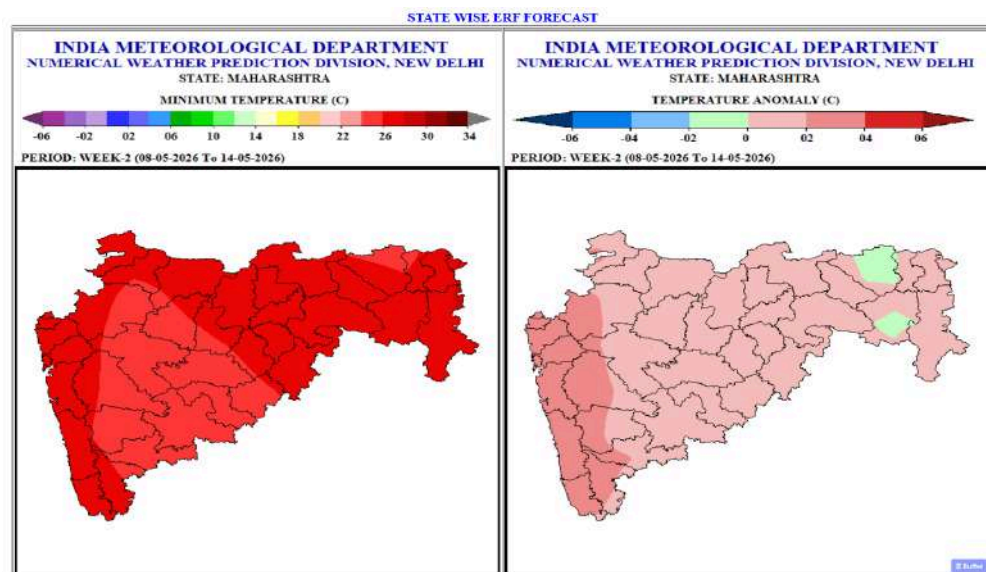 STATE WISE ERF FORECAST
INDIA METEOROLOGICAL DEPARTMENT
NUMERICAL WEATHER PREDICTION DIVISION, NEW DELHI
STATE: MAHARASHTRA
MINIMUM TEMPERATURE (C)
-06 -02 02 06 10 14 18 22 26 30 34
PERIOD: WEEK-2 (08-05-2026 To 14-05-2026)
INDIA METEOROLOGICAL DEPARTMENT
NUMERICAL WEATHER PREDICTION DIVISION, NEW DELHI
STATE: MAHARASHTRA
TEMPERATURE ANOMALY (C)
-06 -04 -02 0 02 04 06
PERIOD: WEEK-2 (08-05-2026 To 14-05-2026)